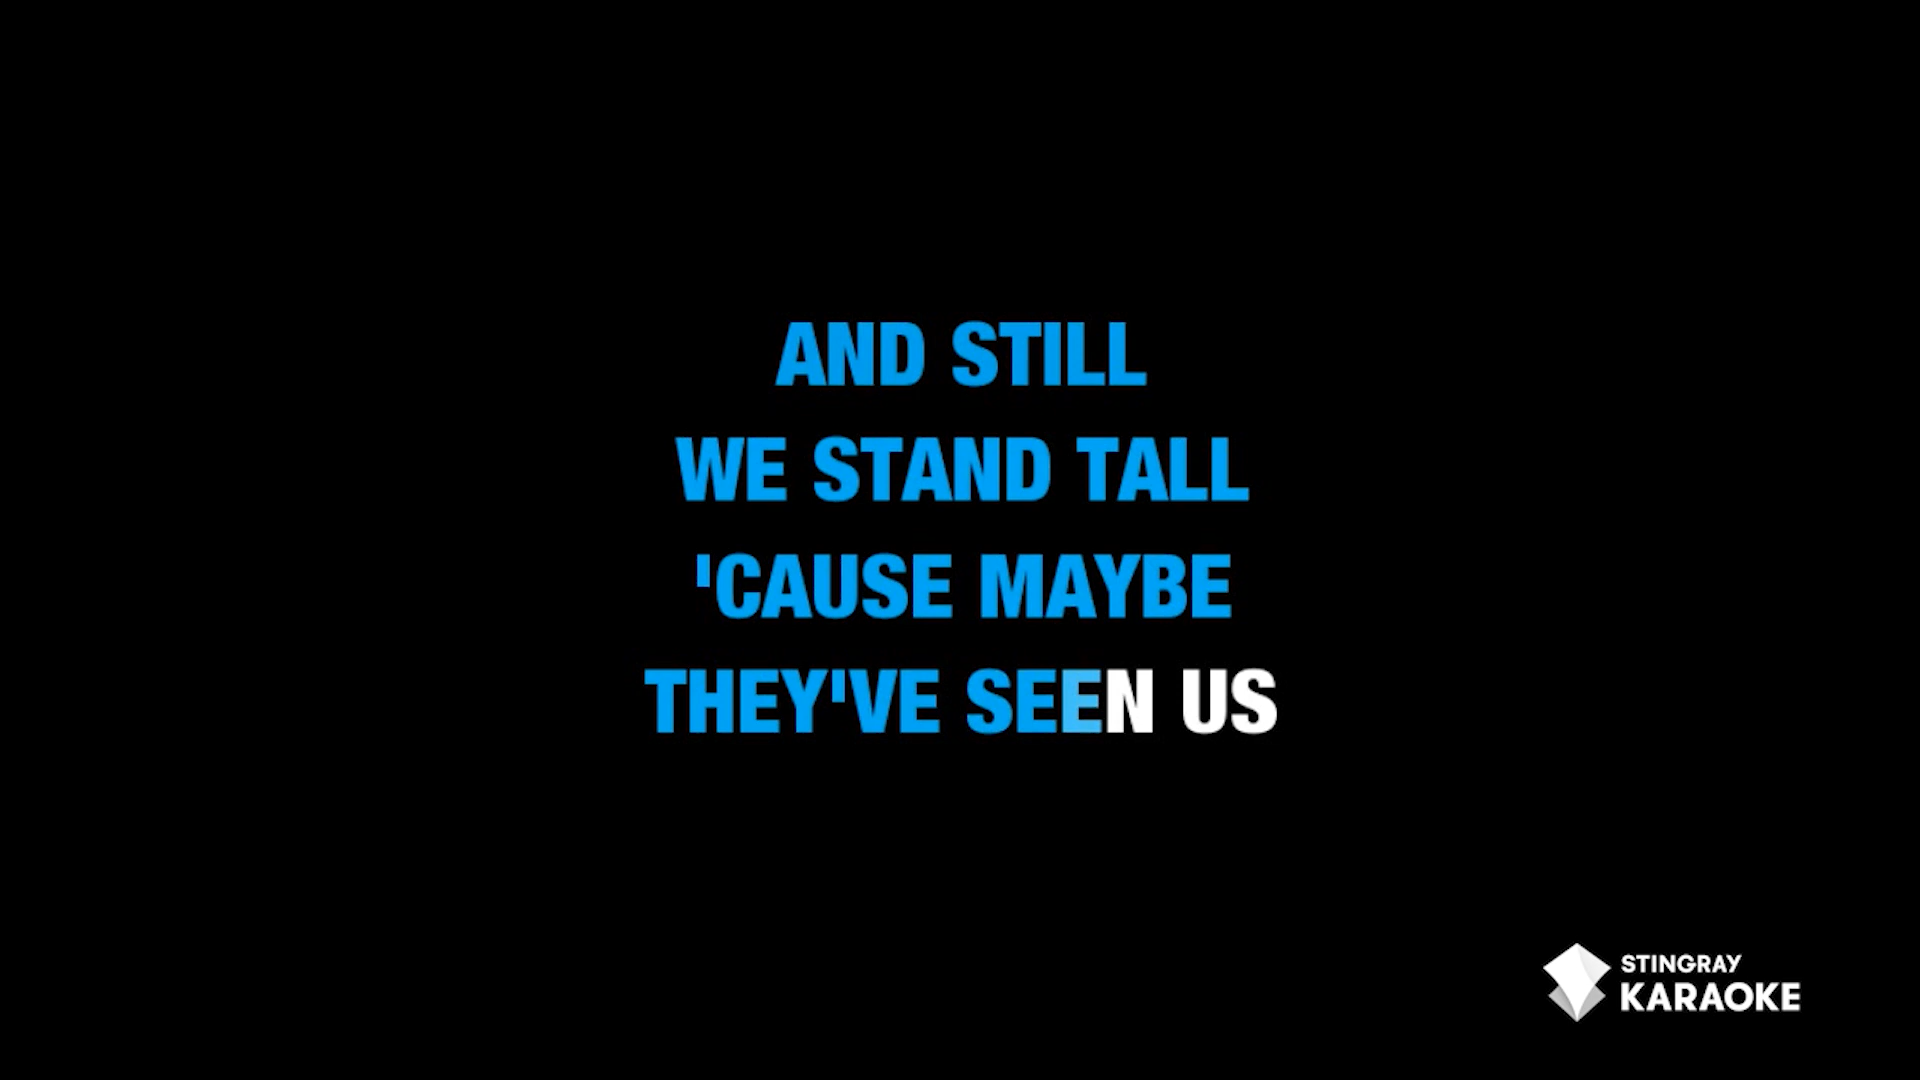 AND STILL
WE STAND TALL
'CAUSE MAYBE
THEY'VE SEEN US
STINGRAY
KARAOKE